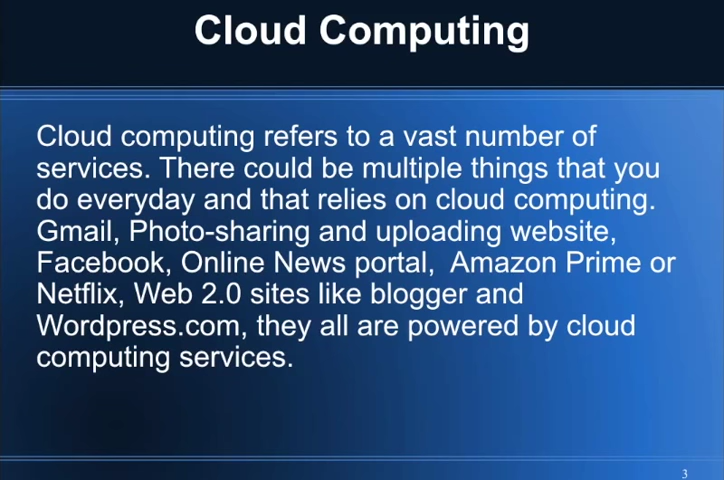 Cloud Computing
Cloud computing refers to a vast number of
services. There could be multiple things that you
do everyday and that relies on cloud computing.
Gmail, Photo-sharing and uploading website,
Facebook, Online News portal,  Amazon Prime or
Netflix, Web 2.0 sites like blogger and
Wordpress.com, they all are powered by cloud
computing services.
3